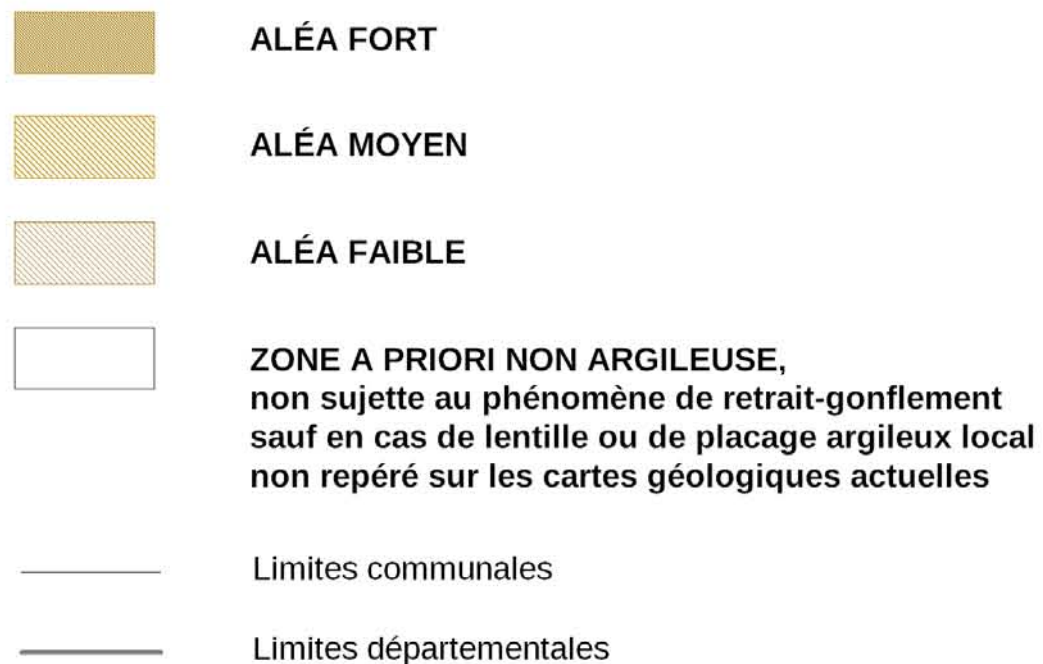 ALÉA FORT
ALÉA MOYEN
ALÉA FAIBLE
ZONE A PRIORI NON ARGILEUSE,
non sujette au phénomène de retrait-gonflement
sauf en cas de lentille ou de placage argileux local
non repéré sur les cartes géologiques actuelles
Limites communales
Limites départementales